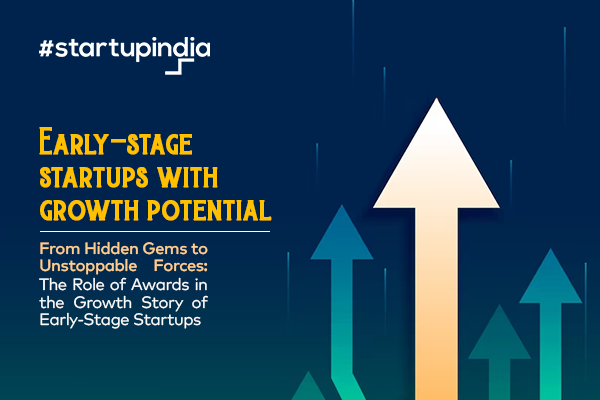 #startupindia
Early-stage
startups with
growth potential
From Hidden Gems to
Unstoppable Forces:
The Role of Awards in
the Growth Story of
Early-Stage Startups